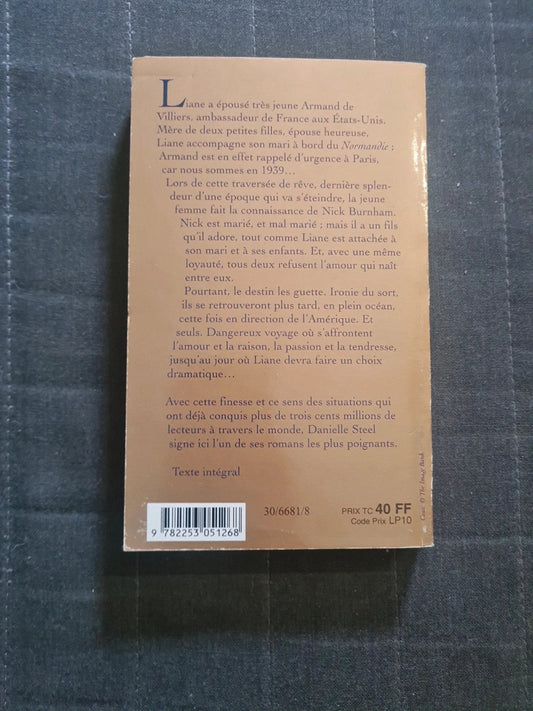 Liane a épousé très jeune Armand de
Villiers, ambassadeur de France aux États-Unis.
Mère de deux petites filles, épouse heureuse,
Liane accompagne son mari à bord du Normandie ;
Armand est en effet rappelé d'urgence à Paris,
car nous sommes en 1939...
Lors de cette traversée de rêve, dernière splen-
deur d'une époque qui va s'éteindre, la jeune
femme fait la connaissance de Nick Burnham.
Nick est marié, et mal marié ; mais il a un fils
qu'il adore, tout comme Liane est attachée à
son mari et à ses enfants. Et, avec une même
loyauté, tous deux refusent l'amour qui naît
entre eux.
Pourtant, le destin les guette. Ironie du sort,
ils se retrouveront plus tard, en plein océan,
cette fois en direction de l'Amérique. Et
seuls. Dangereux voyage où s'affrontent
l'amour et la raison, la passion et la tendresse,
jusqu'au jour où Liane devra faire un choix
dramatique...
Avec cette finesse et ce sens des situations qui
ont déjà conquis plus de trois cents millions de
lecteurs à travers le monde, Danielle Steel
signe ici l'un de ses romans les plus poignants.
Texte intégral
30/6681/8
PRIX TC 40 FF
Code Prix LP10
9 782253 051268
Couv. © The Image Bank.